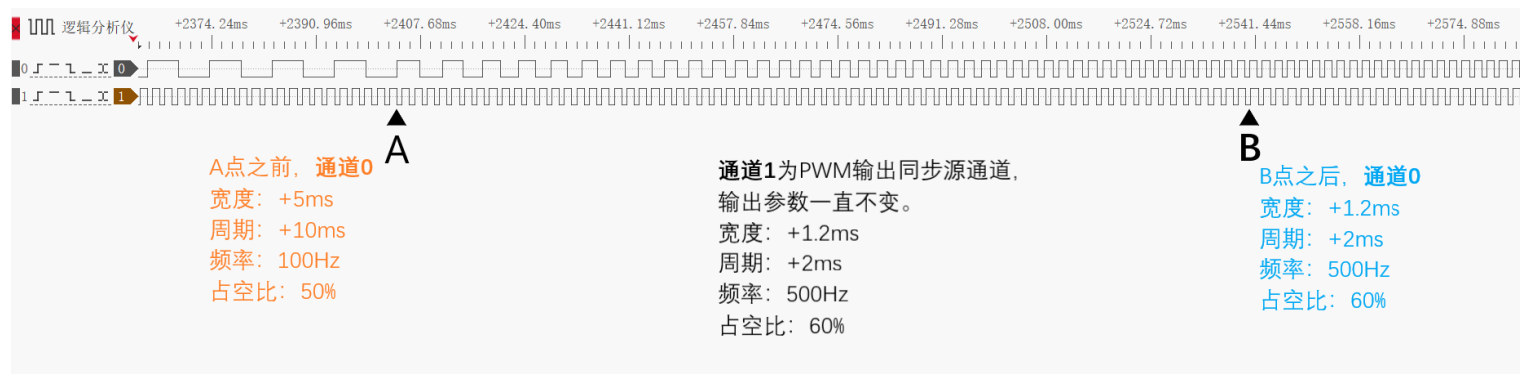 逻辑分析仪 +2374.24ms +2390.96ms +2407.68ms +2424.40ms +2441.12ms +2457.84ms +2474.56ms +2491.28ms +2508.00ms +2524.72ms +2541.44ms +2558.16ms +2574.88ms
0 0
1 1
A
B
A点之前，通道0
宽度：+5ms
周期：+10ms
频率：100Hz
占空比：50%
通道1为PWM输出同步源通道，
输出参数一直不变。
宽度：+1.2ms
周期：+2ms
频率：500Hz
占空比：60%
B点之后，通道0
宽度：+1.2ms
周期：+2ms
频率：500Hz
占空比：60%